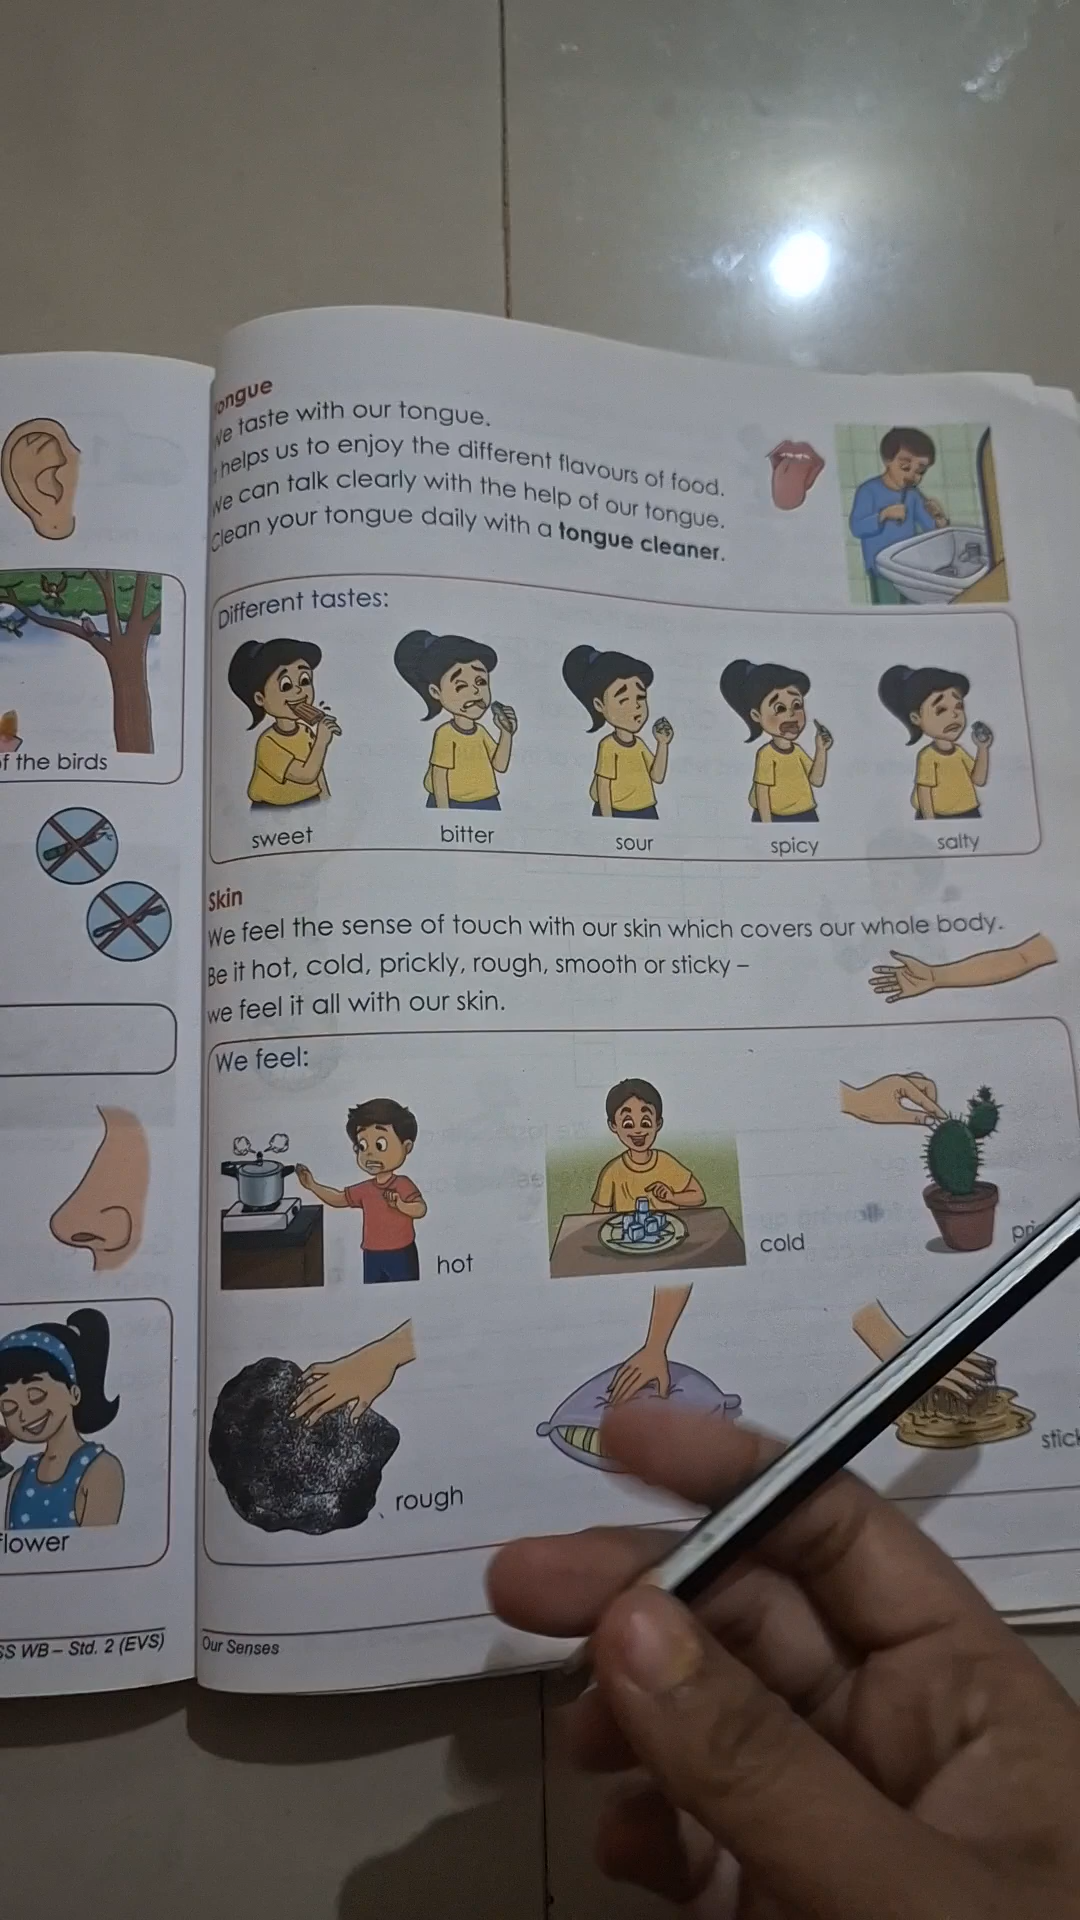 of the birds
flower
SS WB – Std. 2 (EVS)
ongue
We taste with our tongue.
t helps us to enjoy the different flavours of food.
We can talk clearly with the help of our tongue.
Clean your tongue daily with a tongue cleaner.
Different tastes:
sweet bitter sour spicy salty
Skin
We feel the sense of touch with our skin which covers our whole body.
Be it hot, cold, prickly, rough, smooth or sticky –
we feel it all with our skin.
We feel:
hot cold
rough
Our Senses